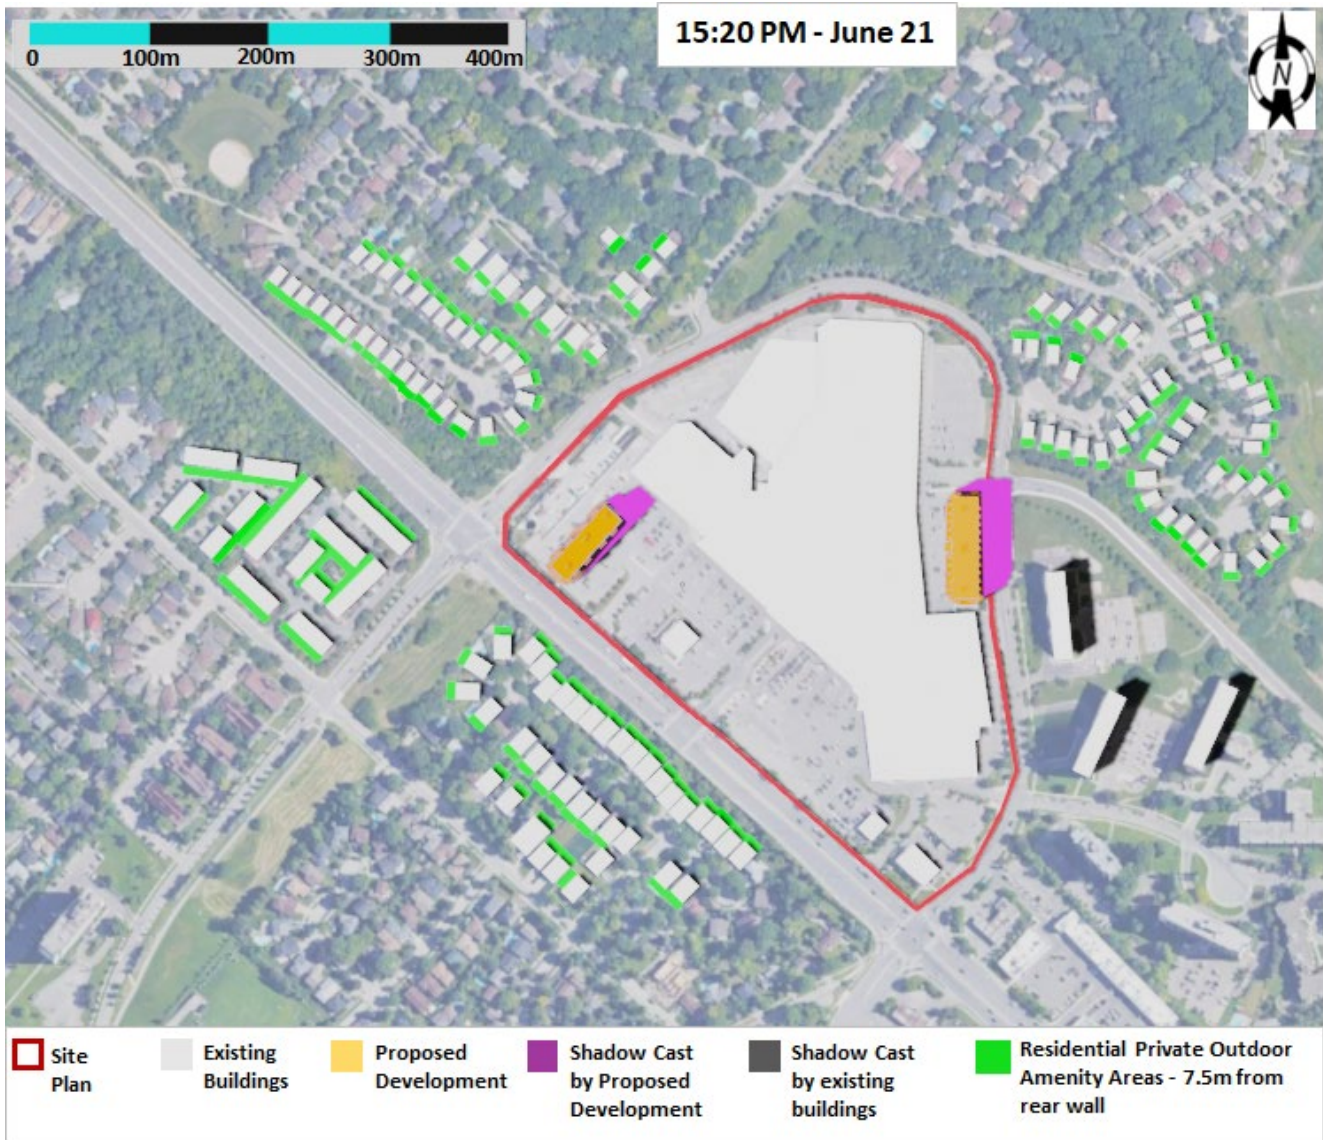 15:20 PM - June 21
0 100m 200m 300m 400m
N
Site
Plan
Existing
Buildings
Proposed
Development
Shadow Cast
by Proposed
Development
Shadow Cast
by existing
buildings
Residential Private Outdoor
Amenity Areas - 7.5m from
rear wall